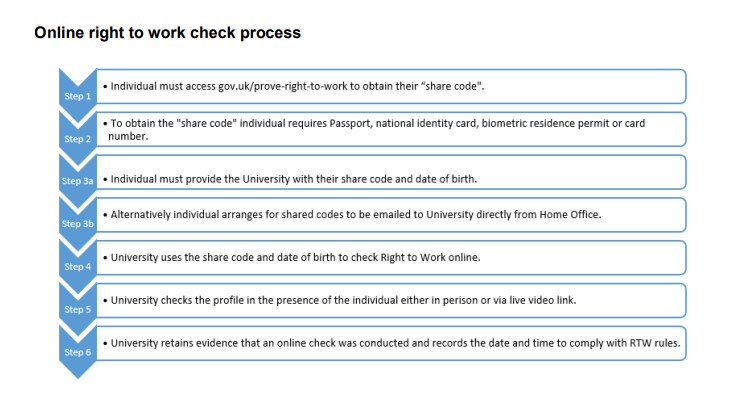 Online right to work check process
Step 1
• Individual must access gov.uk/prove-right-to-work to obtain their “share code".
Step 2
• To obtain the "share code" individual requires Passport, national identity card, biometric residence permit or card
number.
Step 3a
• Individual must provide the University with their share code and date of birth.
Step 3b
• Alternatively individual arranges for shared codes to be emailed to University directly from Home Office.
Step 4
• University uses the share code and date of birth to check Right to Work online.
Step 5
• University checks the profile in the presence of the individual either in perison or via live video link.
Step 6
• University retains evidence that an online check was conducted and records the date and time to comply with RTW rules.